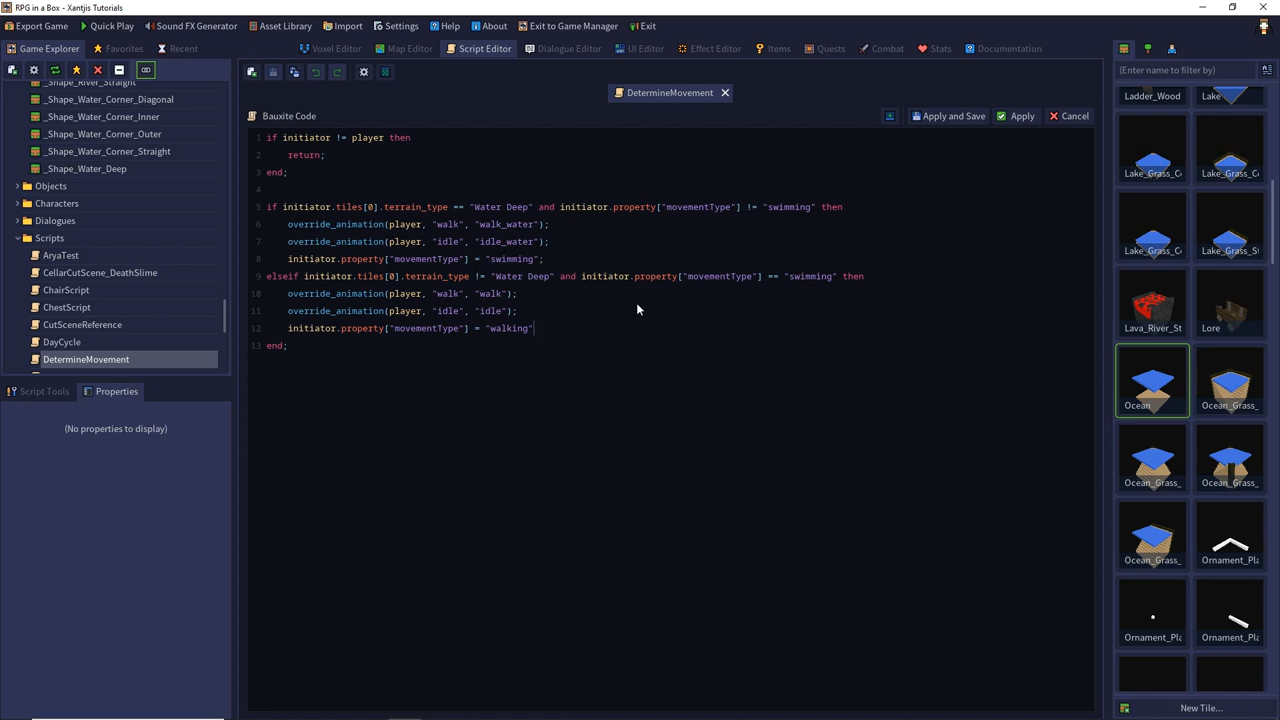 RPG in a Box - Xantjis Tutorials
Export Game Quick Play Sound FX Generator Asset Library Import Settings Help About Exit to Game Manager Exit
Game Explorer Favorites Recent Voxel Editor Map Editor Script Editor Dialogue Editor UI Editor Effect Editor Items Quests Combat Stats Documentation
(Enter name to filter by)
_Shape_River_Straight
_Shape_Water_Corner_Diagonal
_Shape_Water_Corner_Inner
_Shape_Water_Corner_Outer
_Shape_Water_Corner_Straight
_Shape_Water_Deep
Objects
Characters
Dialogues
Scripts
AryaTest
CellarCutScene_DeathSlime
ChairScript
ChestScript
CutSceneReference
DayCycle
DetermineMovement
Script Tools Properties
(No properties to display)
DetermineMovement
Bauxite Code Apply and Save Apply Cancel
1 if initiator != player then
2 return;
3 end;
4
5 if initiator.tiles[0].terrain_type == "Water Deep" and initiator.property["movementType"] != "swimming" then
6 override_animation(player, "walk", "walk_water");
7 override_animation(player, "idle", "idle_water");
8 initiator.property["movementType"] = "swimming";
9 elseif initiator.tiles[0].terrain_type != "Water Deep" and initiator.property["movementType"] == "swimming" then
10 override_animation(player, "walk", "walk");
11 override_animation(player, "idle", "idle");
12 initiator.property["movementType"] = "walking"
13 end;
Ladder_Wood Lake
Lake_Grass_Co Lake_Grass_Co
Lake_Grass_Co Lake_Grass_St
Lava_River_St Lore
Ocean Ocean_Grass_
Ocean_Grass_ Ocean_Grass_
Ocean_Grass_ Ornament_Pla
Ornament_Pla Ornament_Pla
New Tile...